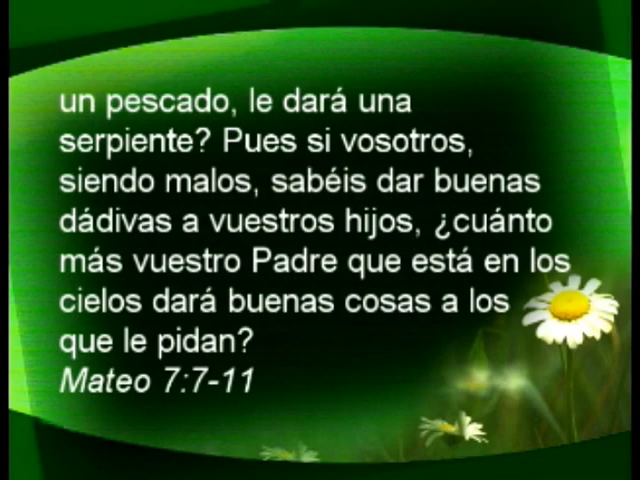 un pescado, le dará una
serpiente? Pues si vosotros,
siendo malos, sabéis dar buenas
dádivas a vuestros hijos, ¿cuánto
más vuestro Padre que está en los
cielos dará buenas cosas a los
que le pidan?
Mateo 7:7-11